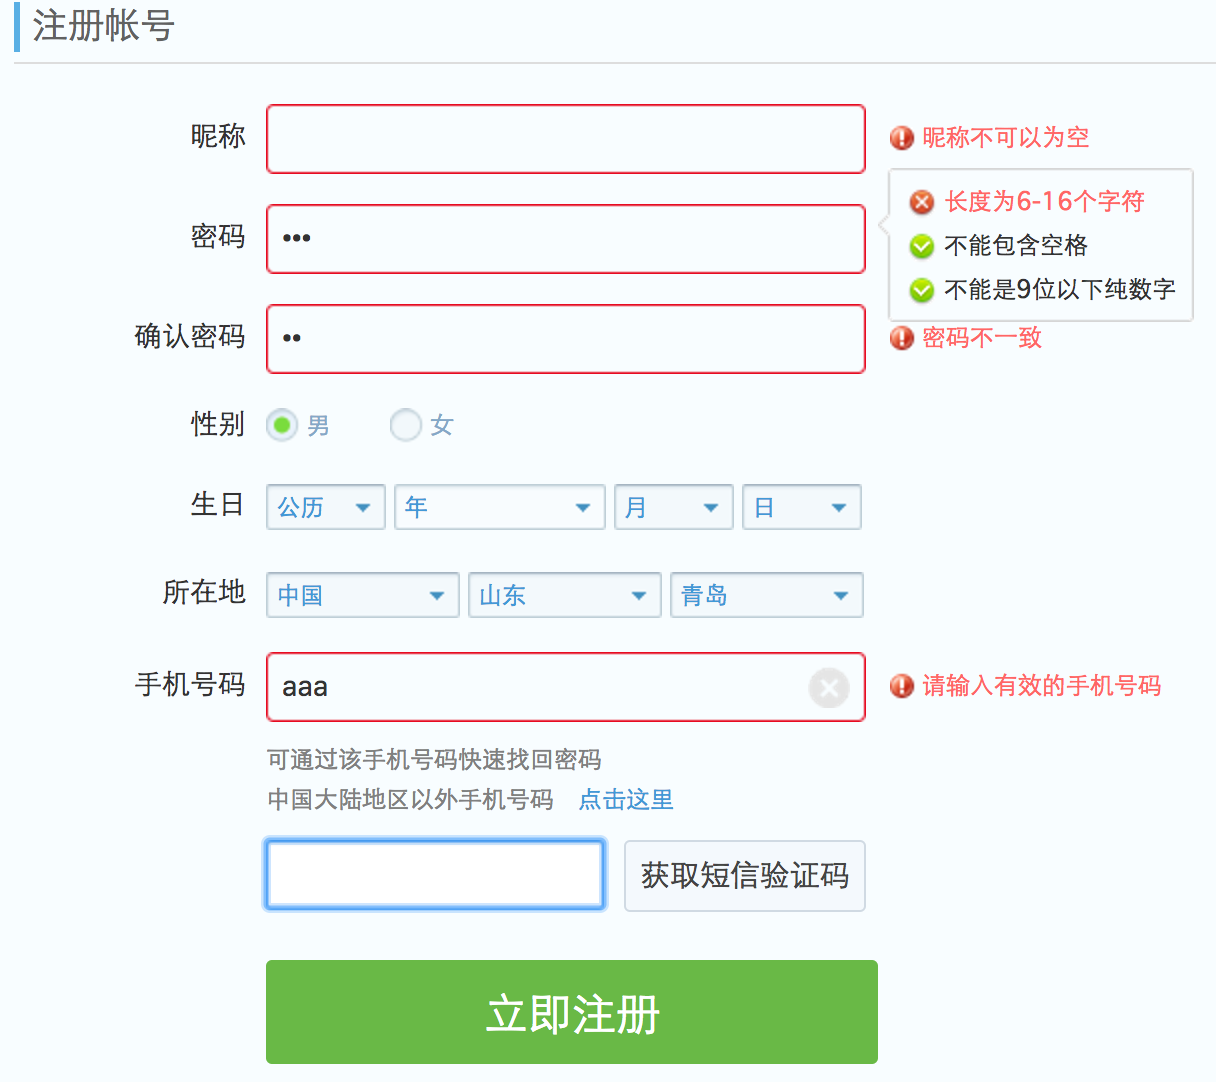 注册帐号
昵称 昵称不可以为空
长度为6-16个字符
密码 ••• 不能包含空格
不能是9位以下纯数字
确认密码 •• 密码不一致
性别 男 女
生日 公历 年 月 日
所在地 中国 山东 青岛
手机号码 aaa 请输入有效的手机号码
可通过该手机号码快速找回密码
中国大陆地区以外手机号码 点击这里
获取短信验证码
立即注册